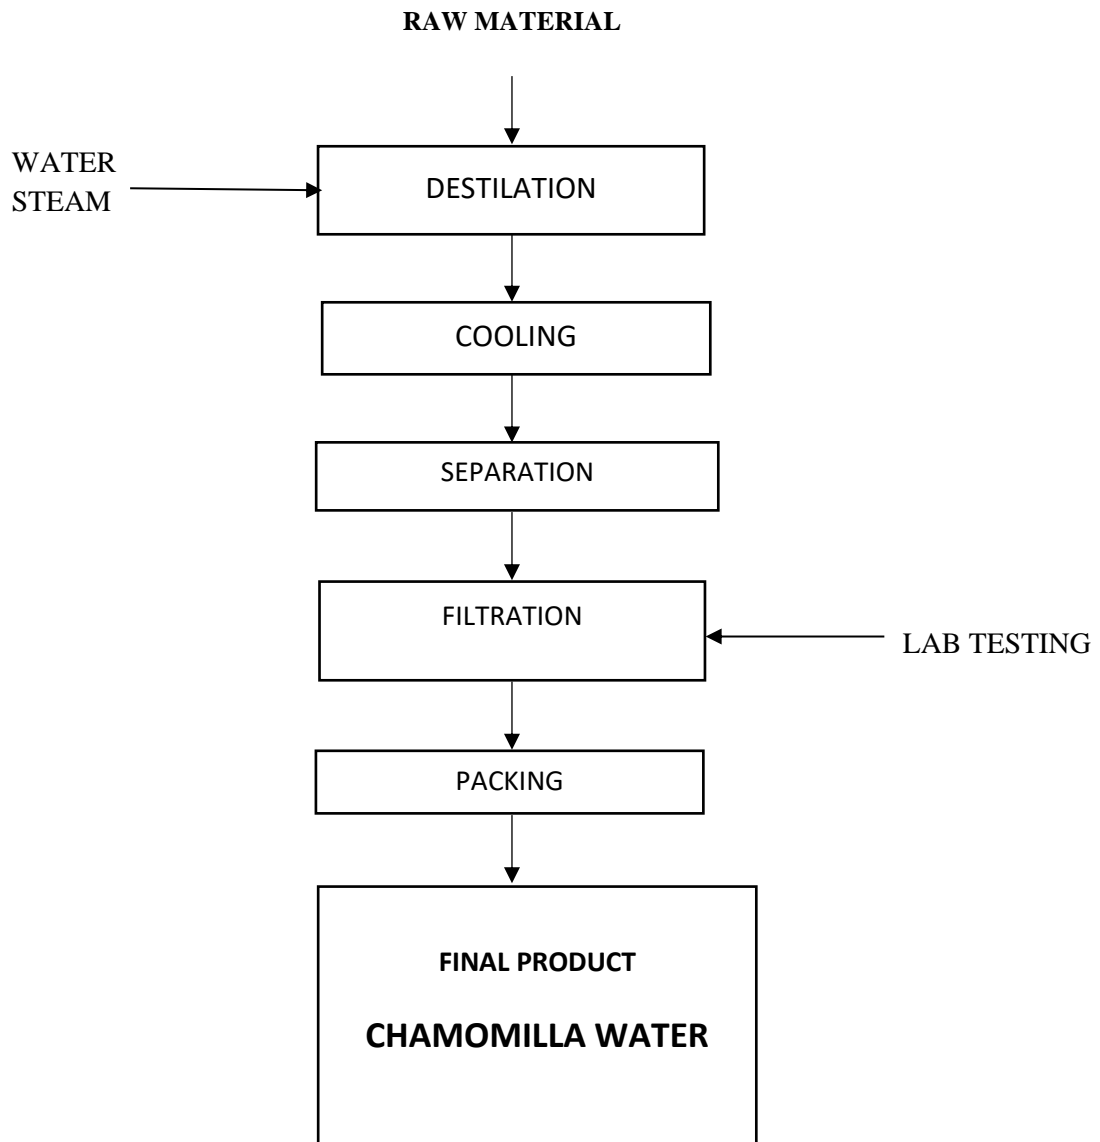 RAW MATERIAL
WATER
STEAM
DESTILATION
COOLING
SEPARATION
FILTRATION
LAB TESTING
PACKING
FINAL PRODUCT
CHAMOMILLA WATER